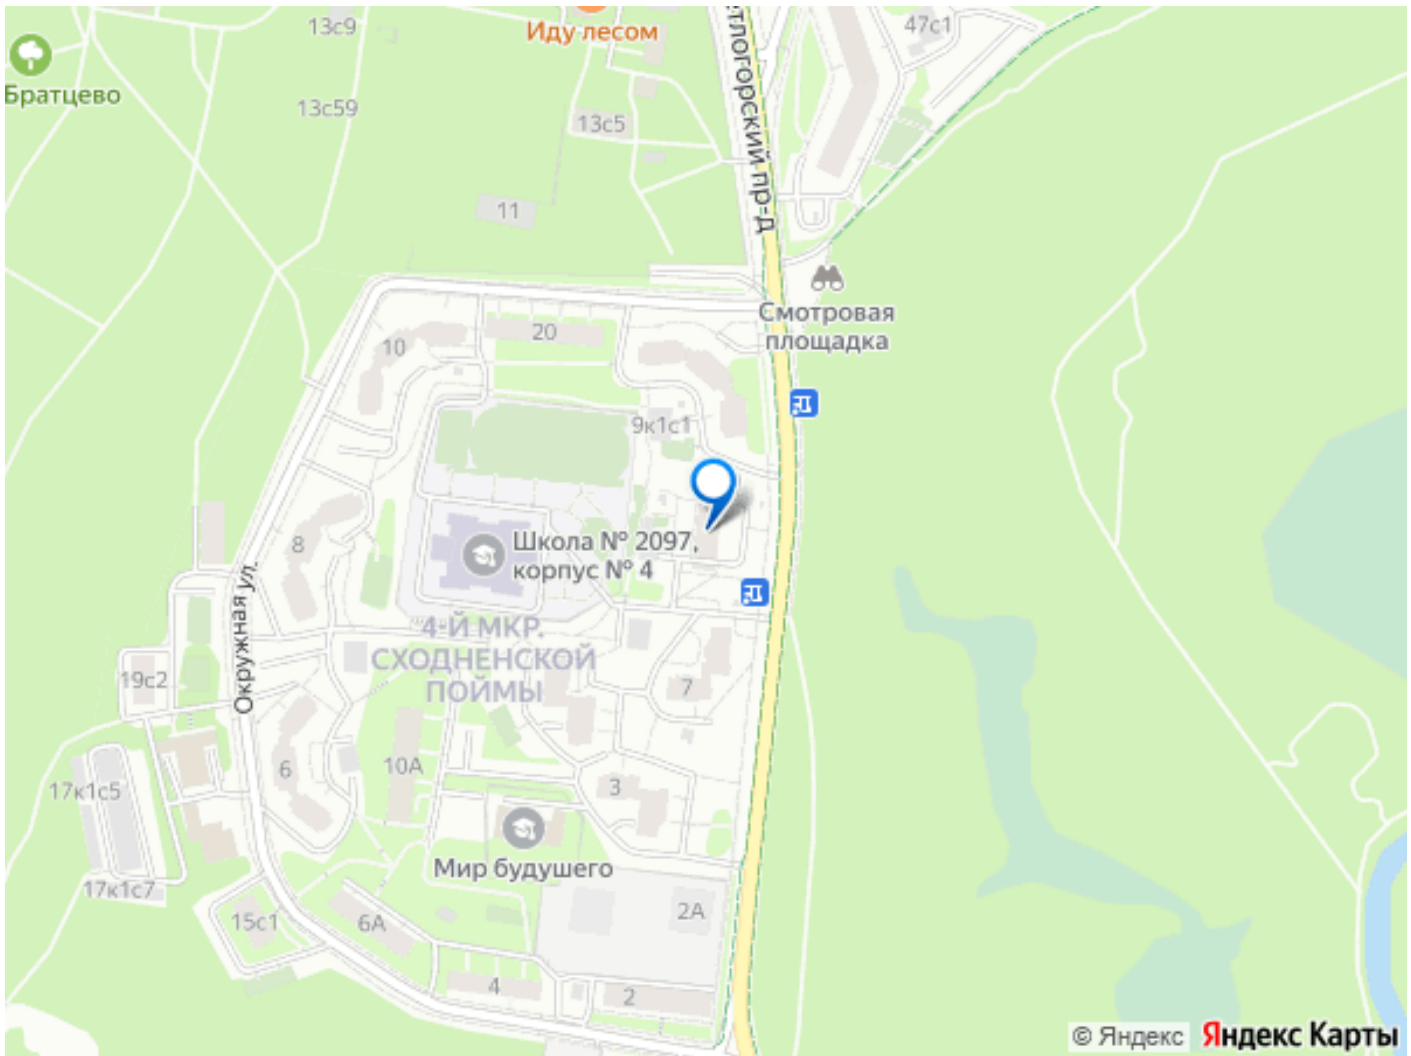 13с9
Иду лесом
47с1
Братцево
13с59
13с5
тлогорский пр-д
11
Смотровая
площадка
20
10
9к1с1
Школа № 2097,
корпус № 4
8
Окружная ул.
4-Й МКР.
СХОДНЕНСКОЙ
ПОЙМЫ
19с2
7
6
10А
3
17к1с5
Мир будущего
17к1с7
15с1
6А
2А
4
2
© Яндекс
Яндекс Карты